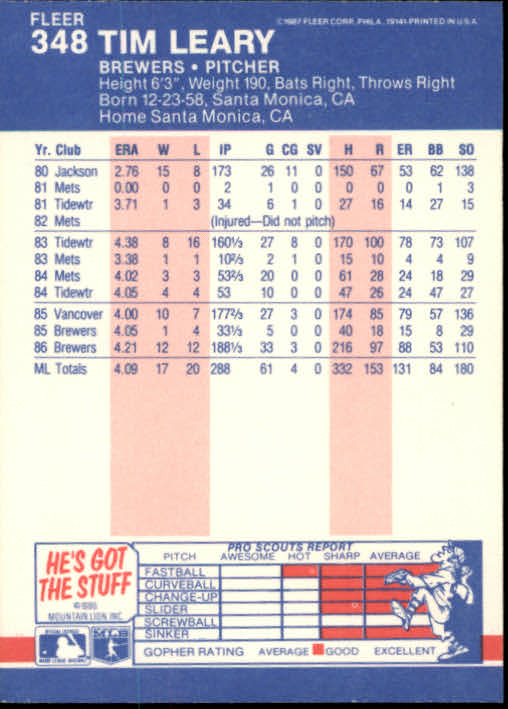 FLEER
348 TIM LEARY
©1987 FLEER CORP., PHILA., 19141-PRINTED IN U.S.A.
BREWERS • PITCHER
Height 6'3", Weight 190, Bats Right, Throws Right
Born 12-23-58, Santa Monica, CA
Home Santa Monica, CA
Yr. Club ERA W L IP G CG SV H R ER BB SO
80 Jackson 2.76 15 8 173 26 11 0 150 67 53 62 138
81 Mets 0.00 0 0 2 1 0 0 0 0 0 1 3
81 Tidewtr 3.71 1 3 34 6 1 0 27 16 14 27 15
82 Mets (Injured—Did not pitch)
83 Tidewtr 4.38 8 16 160⅓ 27 8 0 170 100 78 73 107
83 Mets 3.38 1 1 10⅔ 2 1 0 15 10 4 4 9
84 Mets 4.02 3 3 53⅔ 20 0 0 61 28 24 18 29
84 Tidewtr 4.05 4 4 53 10 0 0 47 26 24 47 27
85 Vancover 4.00 10 7 177⅔ 27 3 0 174 85 79 57 136
85 Brewers 4.05 1 4 33⅓ 5 0 0 40 18 15 8 29
86 Brewers 4.21 12 12 188⅓ 33 3 0 216 97 88 53 110
ML Totals 4.09 17 20 288 61 4 0 332 153 131 84 180
HE'S GOT
THE STUFF
©1986
MOUNTAIN LION, INC.
PRO SCOUTS REPORT
PITCH AWESOME HOT SHARP AVERAGE
FASTBALL
CURVEBALL
CHANGE-UP
SLIDER
SCREWBALL
SINKER
GOPHER RATING AVERAGE GOOD EXCELLENT